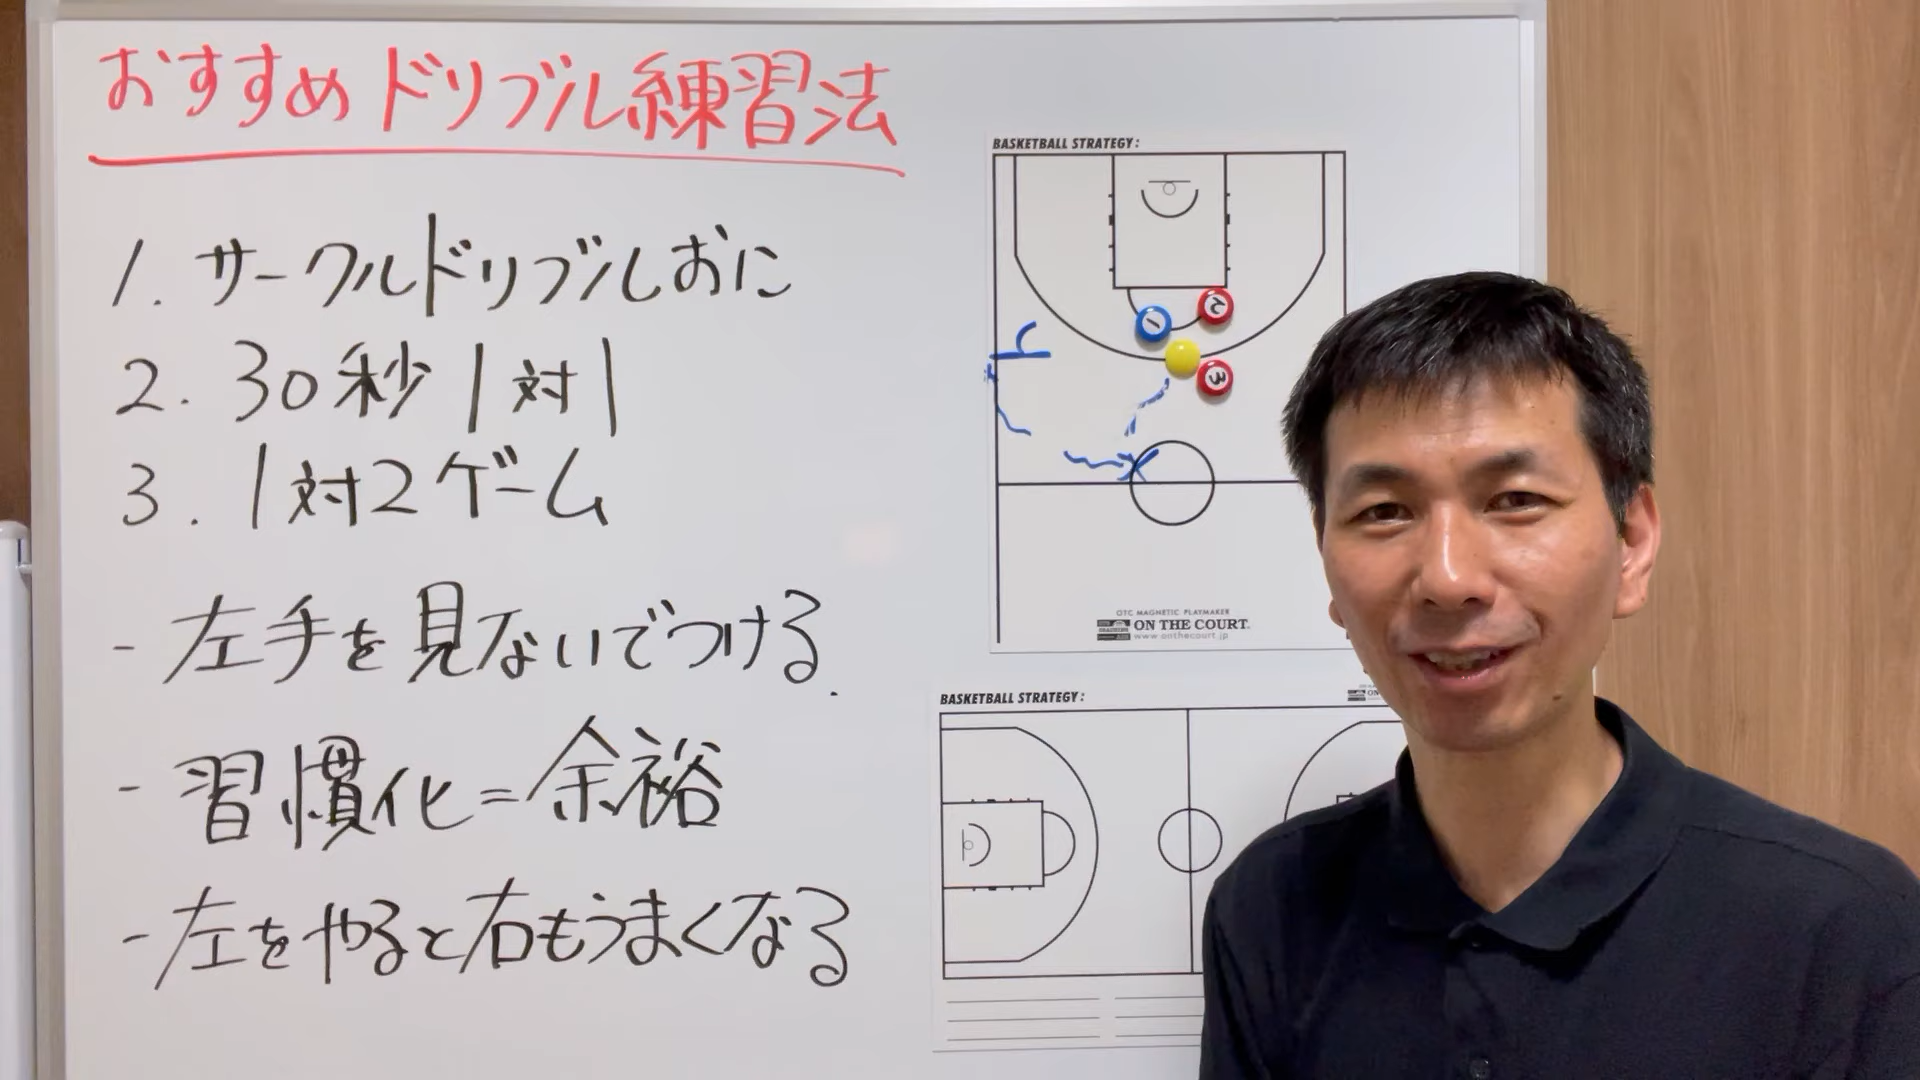 おすすめドリブル練習法
1. サークルドリブルおに
2. 30秒1対1
3. 1対2ゲーム
- 左手を見ないでつける.
- 習慣化=余裕
- 左をやると右もうまくなる
BASKETBALL STRATEGY:
1
2
3
OTC MAGNETIC PLAYMAKER
ON THE COURT.
www.onthecourt.jp
BASKETBALL STRATEGY:
ON